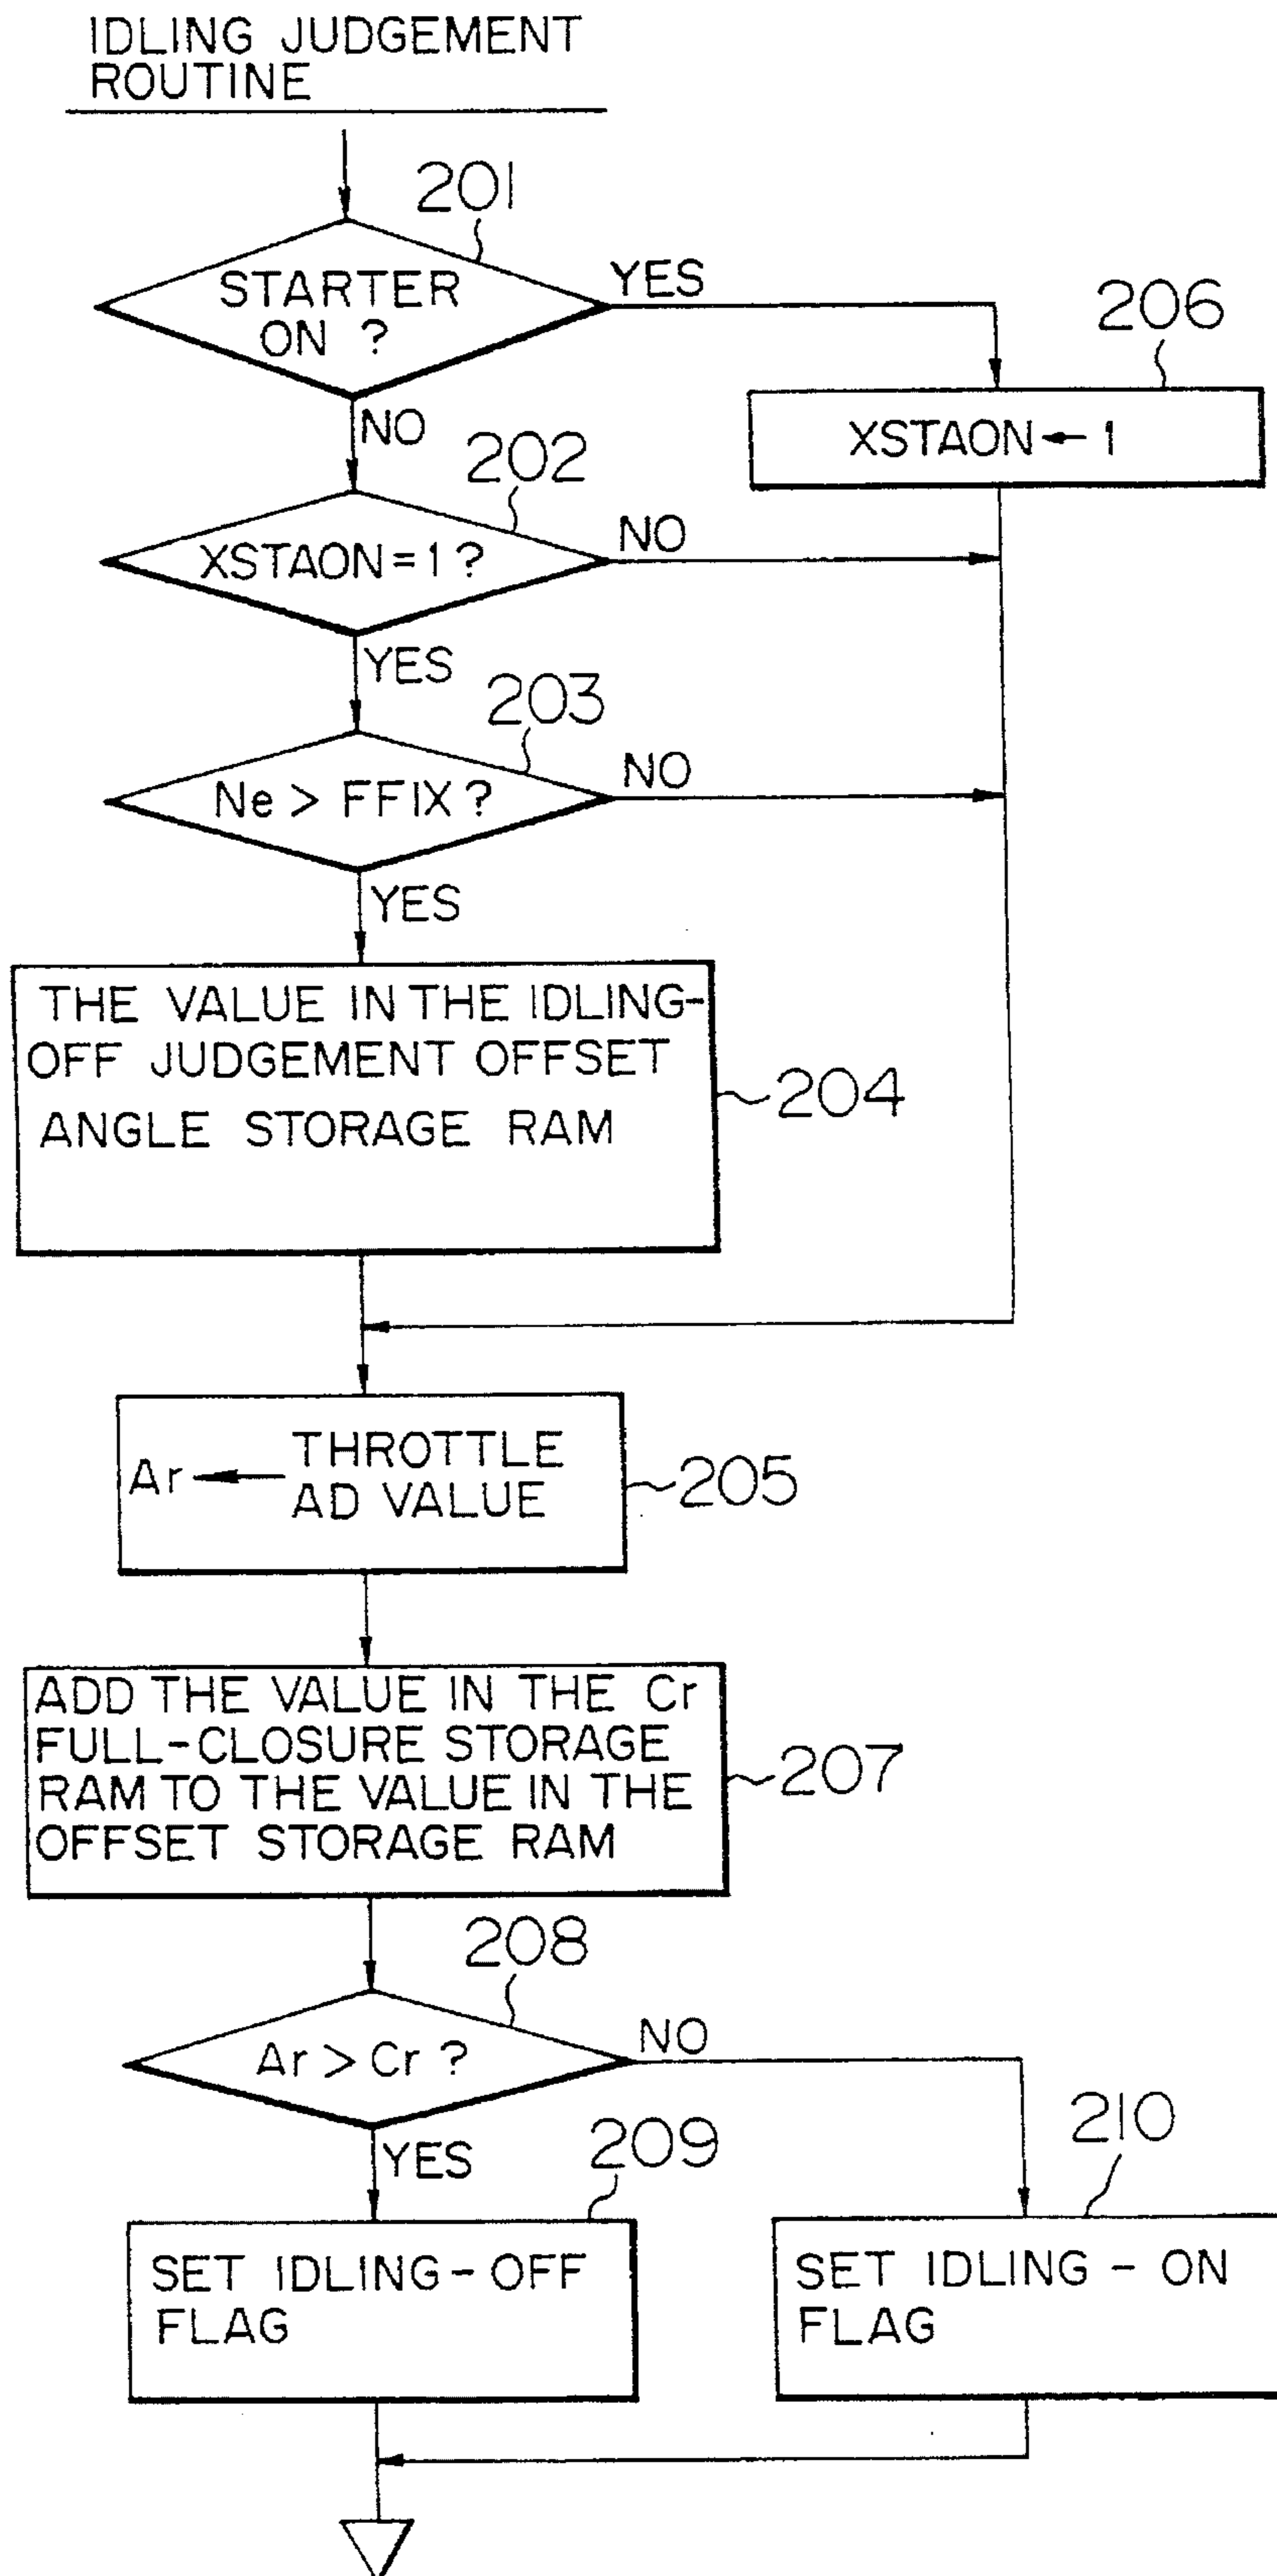 IDLING JUDGEMENT
ROUTINE
201
STARTER
ON ?
YES
206
XSTAON ← 1
NO
202
XSTAON = 1 ?
NO
YES
203
Ne > FFIX ?
NO
YES
THE VALUE IN THE IDLING-
OFF JUDGEMENT OFFSET
ANGLE STORAGE RAM
204
Ar ← THROTTLE
AD VALUE
205
ADD THE VALUE IN THE Cr
FULL-CLOSURE STORAGE
RAM TO THE VALUE IN THE
OFFSET STORAGE RAM
207
208
Ar > Cr ?
NO
YES
209
210
SET IDLING - OFF
FLAG
SET IDLING - ON
FLAG